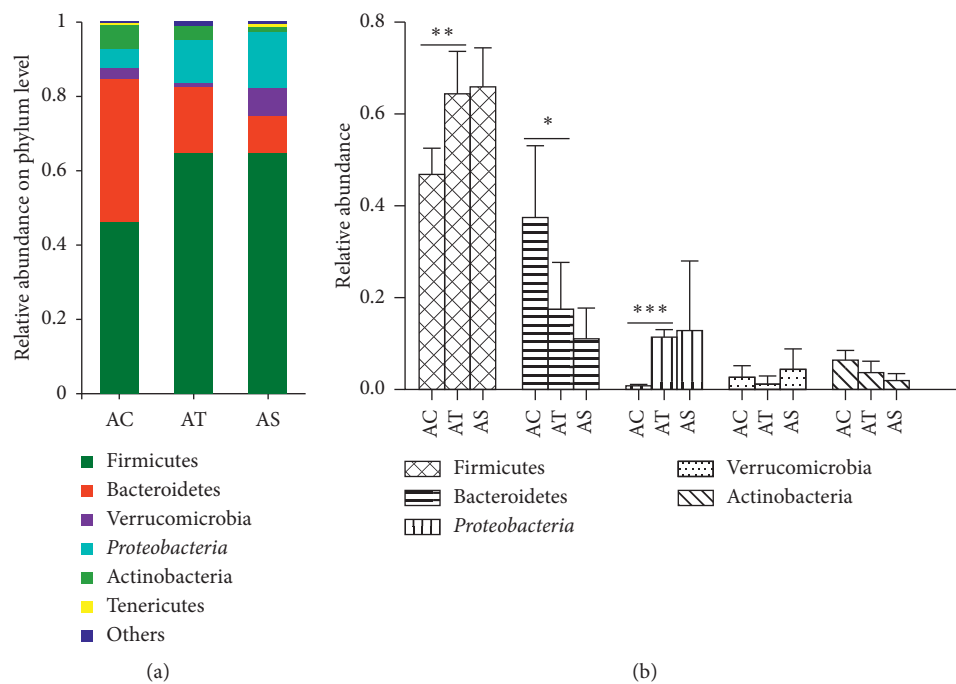 Relative abundance on phylum level
1
0.8
0.6
0.4
0.2
0
AC AT AS
Firmicutes
Bacteroidetes
Verrucomicrobia
Proteobacteria
Actinobacteria
Tenericutes
Others
(a)
Relative abundance
0.8
0.6
0.4
0.2
0.0
**
*
***
AC AT AS AC AT AS AC AT AS AC AT AS AC AT AS
Firmicutes
Bacteroidetes
Proteobacteria
Verrucomicrobia
Actinobacteria
(b)